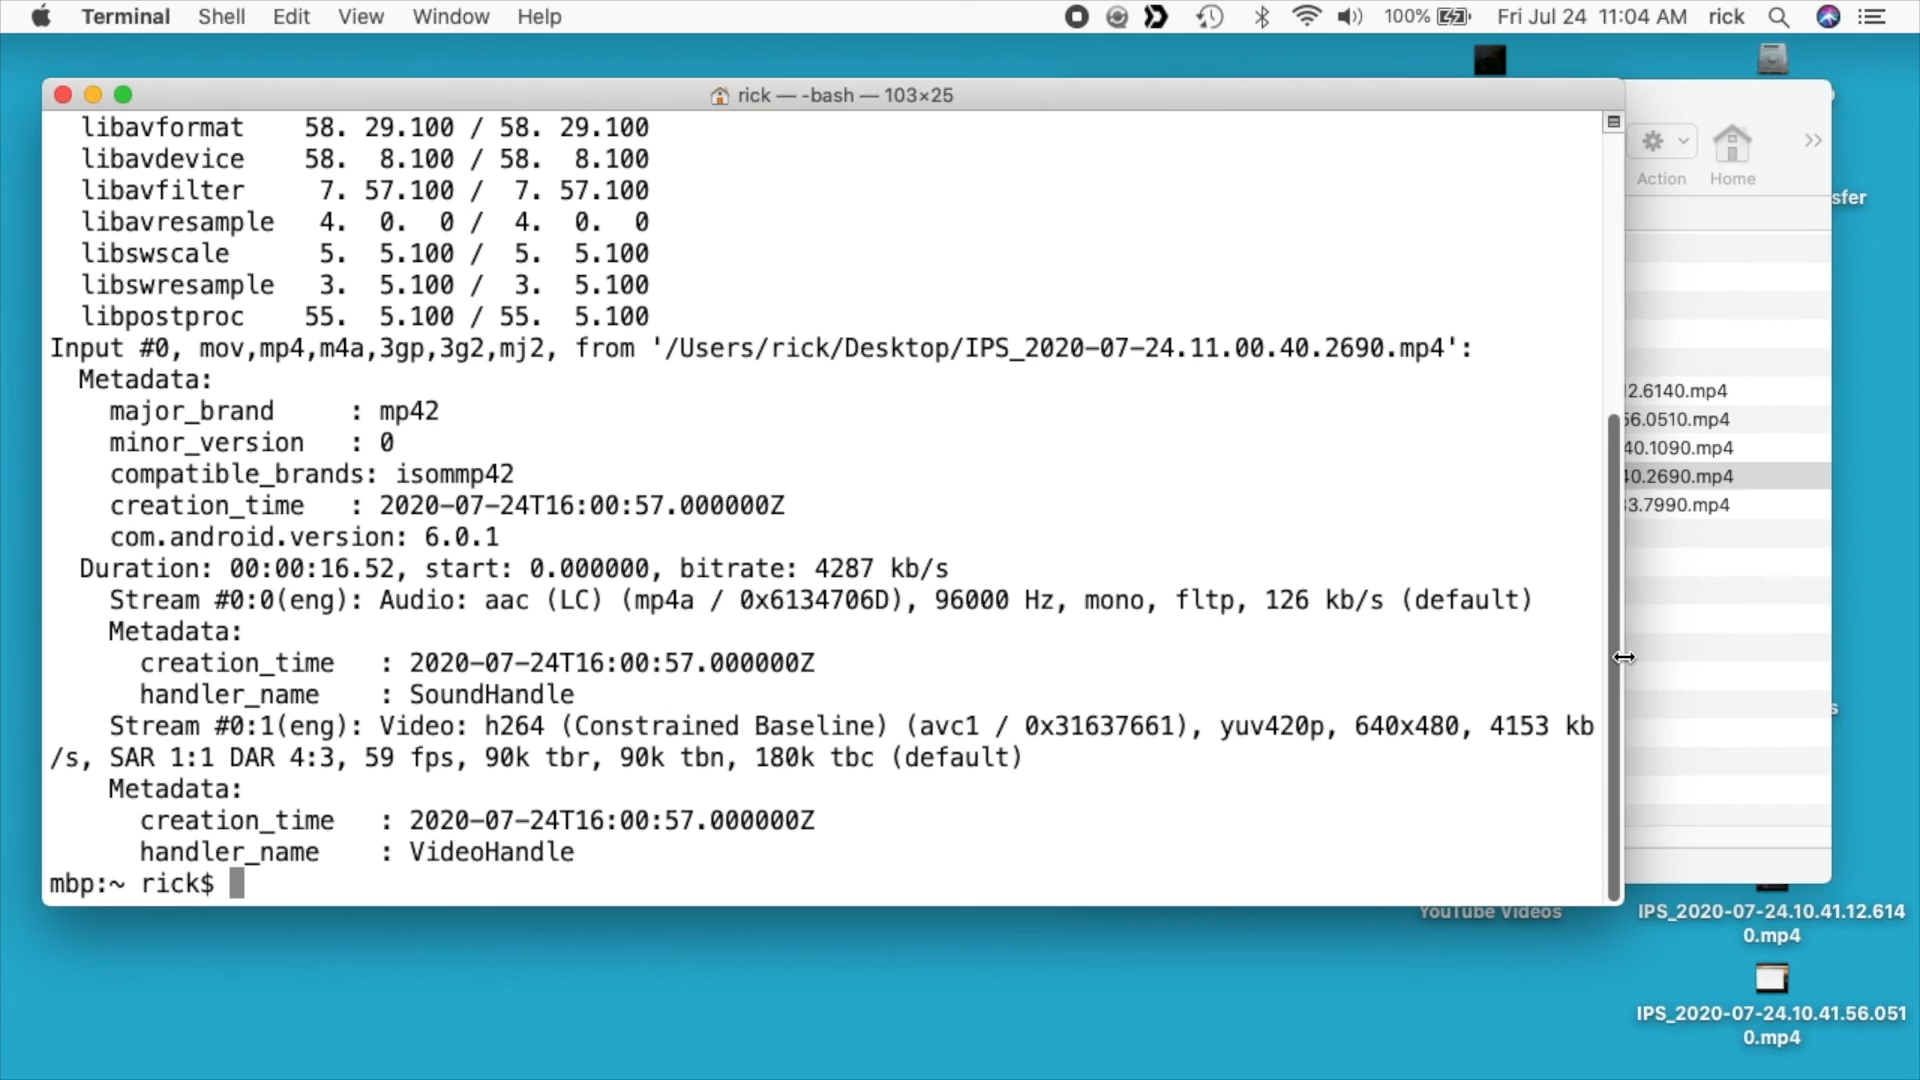 Terminal Shell Edit View Window Help 100% Fri Jul 24 11:04 AM rick
rick — -bash — 103×25
libavformat 58. 29.100 / 58. 29.100
libavdevice 58. 8.100 / 58. 8.100
libavfilter 7. 57.100 / 7. 57.100
libavresample 4. 0. 0 / 4. 0. 0
libswscale 5. 5.100 / 5. 5.100
libswresample 3. 5.100 / 3. 5.100
libpostproc 55. 5.100 / 55. 5.100
Input #0, mov,mp4,m4a,3gp,3g2,mj2, from '/Users/rick/Desktop/IPS_2020-07-24.11.00.40.2690.mp4':
Metadata:
major_brand : mp42
minor_version : 0
compatible_brands: isommp42
creation_time : 2020-07-24T16:00:57.000000Z
com.android.version: 6.0.1
Duration: 00:00:16.52, start: 0.000000, bitrate: 4287 kb/s
Stream #0:0(eng): Audio: aac (LC) (mp4a / 0x6134706D), 96000 Hz, mono, fltp, 126 kb/s (default)
Metadata:
creation_time : 2020-07-24T16:00:57.000000Z
handler_name : SoundHandle
Stream #0:1(eng): Video: h264 (Constrained Baseline) (avc1 / 0x31637661), yuv420p, 640x480, 4153 kb
/s, SAR 1:1 DAR 4:3, 59 fps, 90k tbr, 90k tbn, 180k tbc (default)
Metadata:
creation_time : 2020-07-24T16:00:57.000000Z
handler_name : VideoHandle
mbp:~ rick$
Action Home
sfer
12.6140.mp4
56.0510.mp4
40.1090.mp4
40.2690.mp4
33.7990.mp4
s
YouTube Videos
IPS_2020-07-24.10.41.12.614
0.mp4
IPS_2020-07-24.10.41.56.051
0.mp4